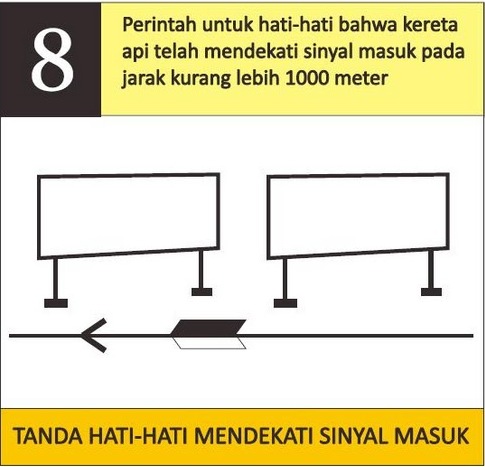 8
Perintah untuk hati-hati bahwa kereta
api telah mendekati sinyal masuk pada
jarak kurang lebih 1000 meter
TANDA HATI-HATI MENDEKATI SINYAL MASUK